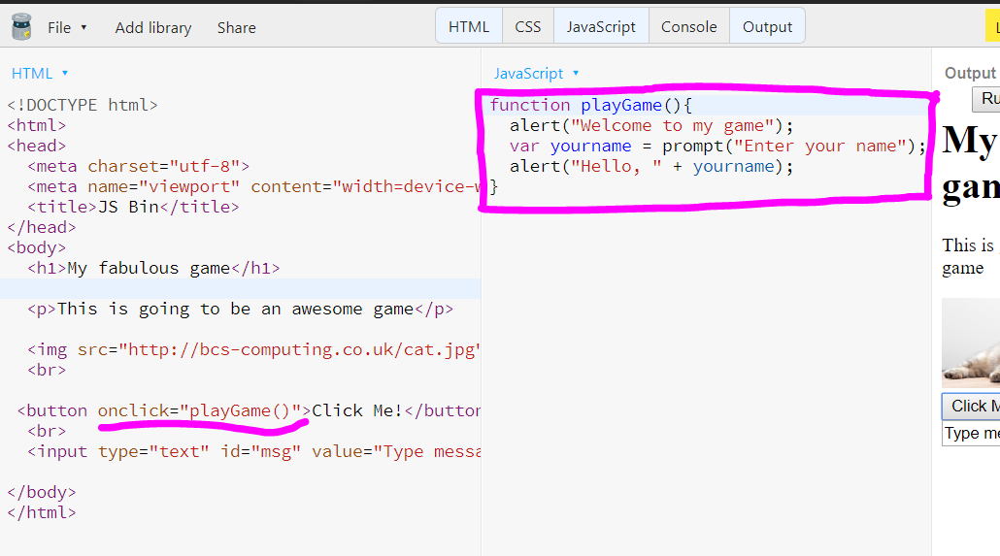 File ▾ Add library Share HTML CSS JavaScript Console Output
HTML ▾
<!DOCTYPE html>
<html>
<head>
<meta charset="utf-8">
<meta name="viewport" content="width=device-w
<title>JS Bin</title>
</head>
<body>
<h1>My fabulous game</h1>
<p>This is going to be an awesome game</p>
<img src="http://bcs-computing.co.uk/cat.jpg"
<br>
<button onclick="playGame()">Click Me!</button
<br>
<input type="text" id="msg" value="Type messa
</body>
</html>
JavaScript ▾
function playGame(){
alert("Welcome to my game");
var yourname = prompt("Enter your name");
alert("Hello, " + yourname);
}
Output
Ru
My
gam
This is
game
Click M
Type me